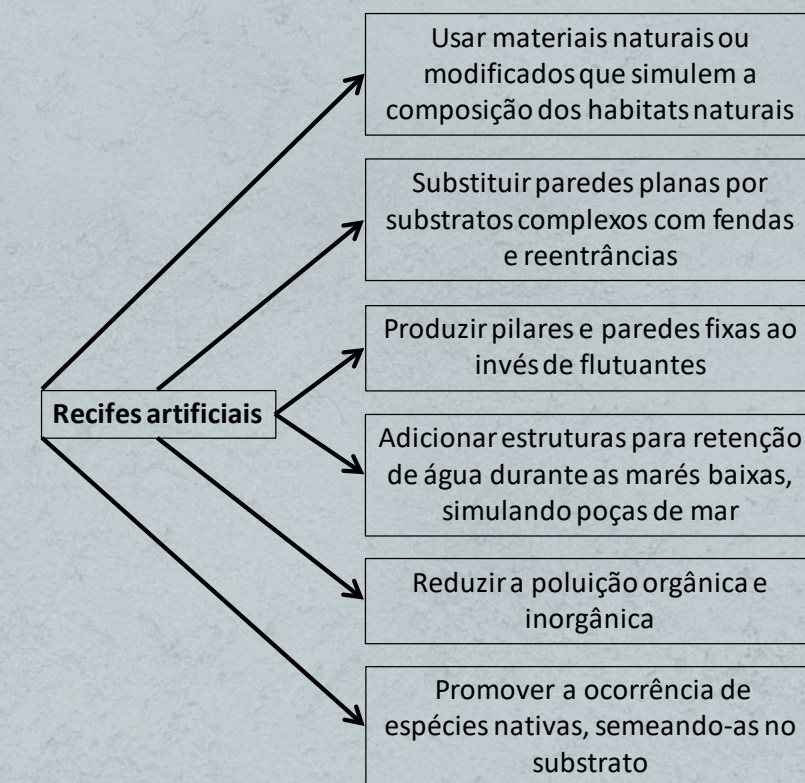 Usar materiais naturais ou
modificados que simulem a
composição dos habitats naturais
Substituir paredes planas por
substratos complexos com fendas
e reentrâncias
Produzir pilares e paredes fixas ao
invés de flutuantes
Recifes artificiais
Adicionar estruturas para retenção
de água durante as marés baixas,
simulando poças de mar
Reduzir a poluição orgânica e
inorgânica
Promover a ocorrência de
espécies nativas, semeando-as no
substrato